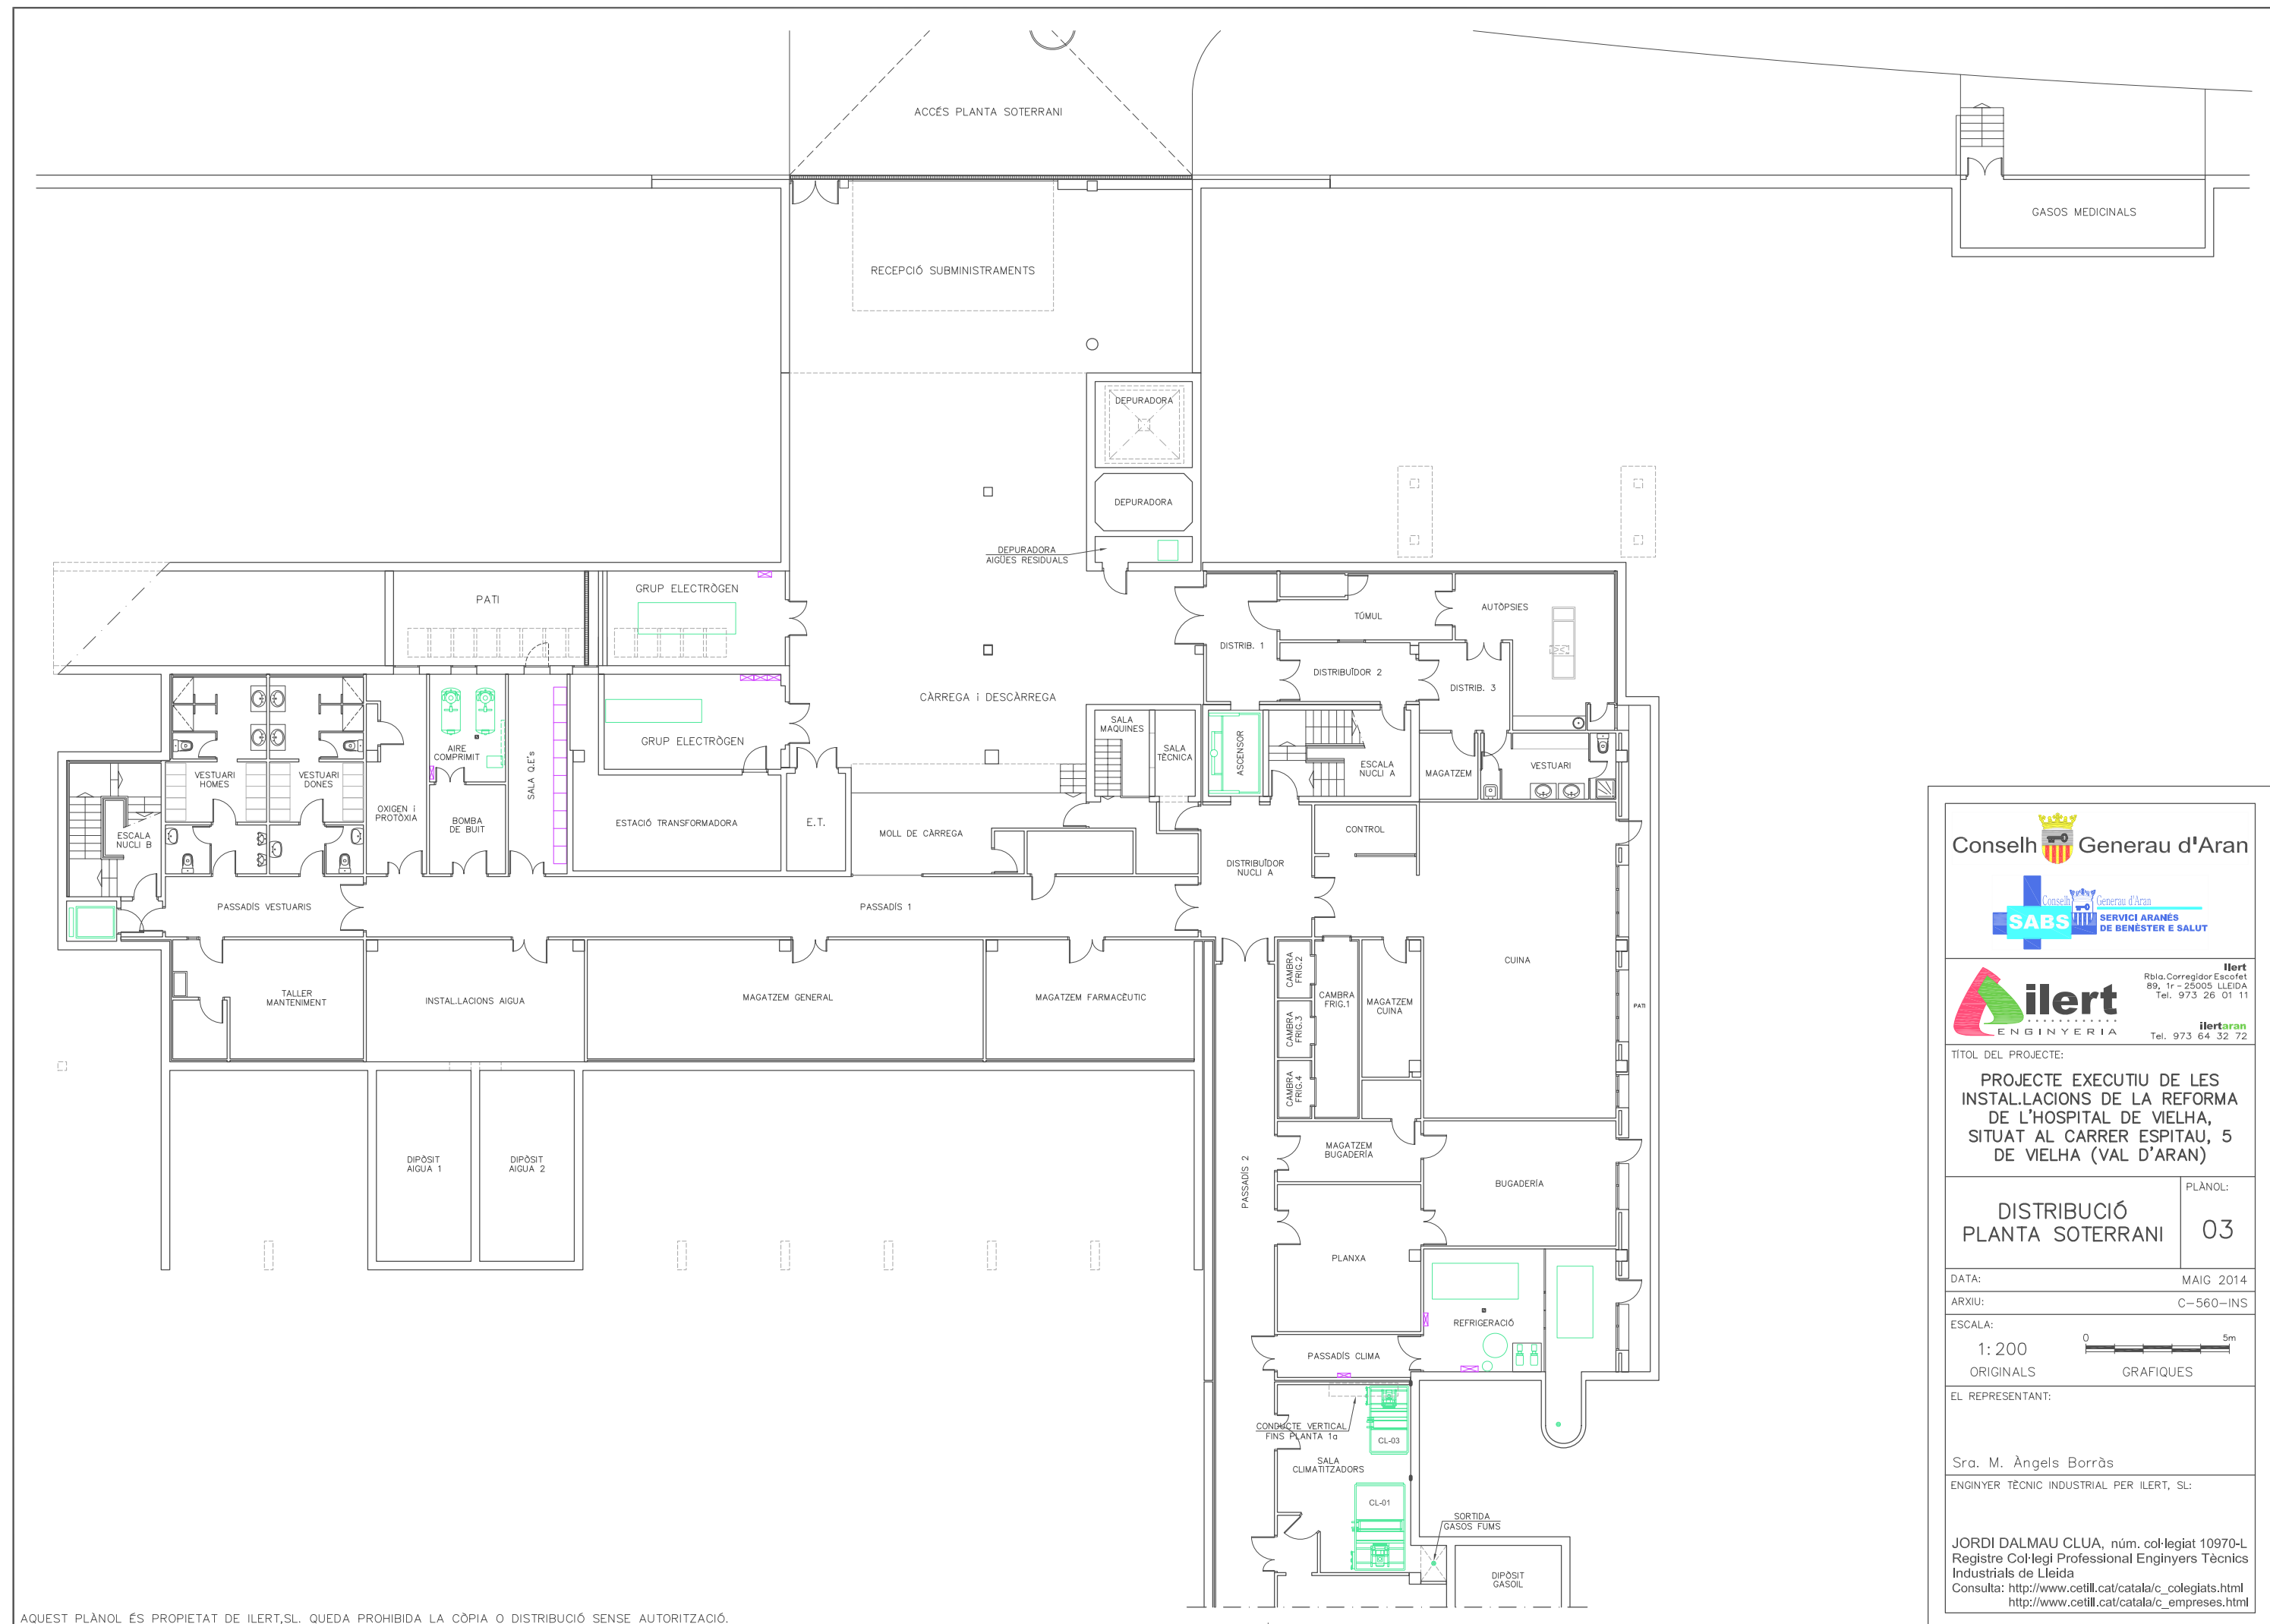 ACCÉS PLANTA SOTERRANI
GASOS MEDICINALS
RECEPCIÓ SUBMINISTRAMENTS
DEPURADORA
DEPURADORA
DEPURADORA
AIGÜES RESIDUALS
PATI
GRUP ELECTRÒGEN
TÚMUL
AUTÒPSIES
DISTRIB. 1
DISTRIBUÏDOR 2
DISTRIB. 3
CÀRREGA i DESCÀRREGA
GRUP ELECTRÒGEN
SALA
MAQUINES
SALA
TÈCNICA
ASCENSOR
ESCALA
NUCLI A
MAGATZEM
VESTUARI
AIRE
COMPRIMIT
SALA Q.E's
VESTUARI
HOMES
VESTUARI
DONES
OXIGEN i
PROTÒXIA
BOMBA
DE BUIT
ESTACIÓ TRANSFORMADORA
E.T.
MOLL DE CÀRREGA
CONTROL
ESCALA
NUCLI B
DISTRIBUÏDOR
NUCLI A
PASSADÍS VESTUARIS
PASSADÍS 1
TALLER
MANTENIMENT
INSTAL.LACIONS AIGUA
MAGATZEM GENERAL
MAGATZEM FARMACÈUTIC
CAMBRA
FRIG.2
CAMBRA
FRIG.3
CAMBRA
FRIG.4
CAMBRA
FRIG.1
MAGATZEM
CUINA
CUINA
PATI
DIPÒSIT
AIGUA 1
DIPÒSIT
AIGUA 2
PASSADÍS 2
MAGATZEM
BUGADERÍA
BUGADERÍA
PLANXA
REFRIGERACIÓ
PASSADÍS CLIMA
CONDUCTE VERTICAL
FINS PLANTA 1a
CL-03
SALA
CLIMATITZADORS
CL-01
SORTIDA
GASOS FUMS
DIPÒSIT
GASOIL
Conselh Generau d'Aran
Conselh Generau d'Aran
SABS
SERVICI ARANÉS
DE BENÈSTER E SALUT
ilert
ENGINYERIA
Ilert
Rbla.Corregidor Escofet
89, 1r - 25005 LLEIDA
Tel. 973 26 01 11
ilertaran
Tel. 973 64 32 72
TÍTOL DEL PROJECTE:
PROJECTE EXECUTIU DE LES
INSTAL.LACIONS DE LA REFORMA
DE L'HOSPITAL DE VIELHA,
SITUAT AL CARRER ESPITAU, 5
DE VIELHA (VAL D'ARAN)
DISTRIBUCIÓ
PLANTA SOTERRANI
PLÀNOL:
03
DATA: MAIG 2014
ARXIU: C-560-INS
ESCALA:
1:200
ORIGINALS
0 5m
GRAFIQUES
EL REPRESENTANT:
Sra. M. Àngels Borràs
ENGINYER TÈCNIC INDUSTRIAL PER ILERT, SL:
JORDI DALMAU CLUA, núm. col·legiat 10970-L
Registre Col·legi Professional Enginyers Tècnics
Industrials de Lleida
Consulta: http://www.cetill.cat/catala/c_colegiats.html
http://www.cetill.cat/catala/c_empreses.html
AQUEST PLÀNOL ÉS PROPIETAT DE ILERT,SL. QUEDA PROHIBIDA LA CÒPIA O DISTRIBUCIÓ SENSE AUTORITZACIÓ.